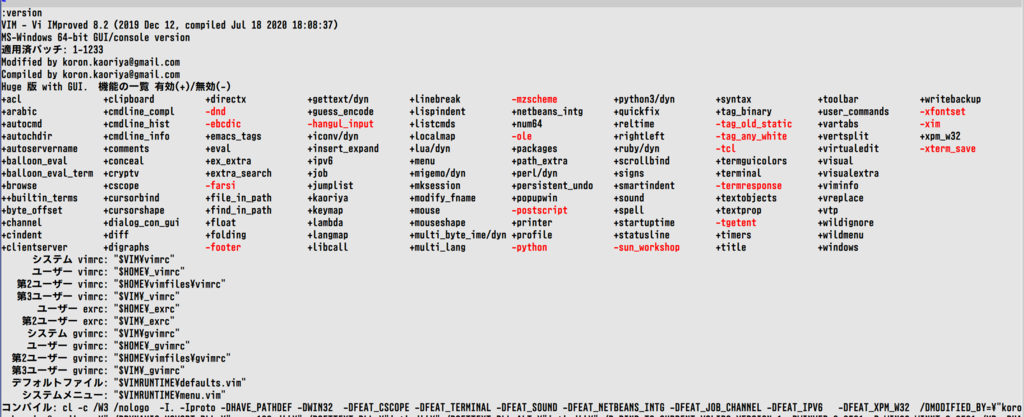 :version
VIM - Vi IMproved 8.2 (2019 Dec 12, compiled Jul 18 2020 18:08:37)
MS-Windows 64-bit GUI/console version
適用済パッチ: 1-1233
Modified by koron.kaoriya@gmail.com
Compiled by koron.kaoriya@gmail.com
Huge 版 with GUI.  機能の一覧 有効(+)/無効(-)
+acl +clipboard +directx +gettext/dyn +linebreak -mzscheme +python3/dyn +syntax +toolbar +writebackup
+arabic +cmdline_compl -dnd +guess_encode +lispindent +netbeans_intg +quickfix +tag_binary +user_commands -xfontset
+autocmd +cmdline_hist -ebcdic -hangul_input +listcmds +num64 +reltime -tag_old_static +vartabs -xim
+autochdir +cmdline_info +emacs_tags +iconv/dyn +localmap -ole +rightleft -tag_any_white +vertsplit +xpm_w32
+autoservername +comments +eval +insert_expand +lua/dyn +packages +ruby/dyn -tcl +virtualedit -xterm_save
+balloon_eval +conceal +ex_extra +ipv6 +menu +path_extra +scrollbind +termguicolors +visual
+balloon_eval_term +cryptv +extra_search +job +migemo/dyn +perl/dyn +signs +terminal +visualextra
+browse +cscope -farsi +jumplist +mksession +persistent_undo +smartindent -termresponse +viminfo
++builtin_terms +cursorbind +file_in_path +kaoriya +modify_fname +popupwin +sound +textobjects +vreplace
+byte_offset +cursorshape +find_in_path +keymap +mouse -postscript +spell +textprop +vtp
+channel +dialog_con_gui +float +lambda +mouseshape +printer +startuptime -tgetent +wildignore
+cindent +diff +folding +langmap +multi_byte_ime/dyn +profile +statusline +timers +wildmenu
+clientserver +digraphs -footer +libcall +multi_lang -python -sun_workshop +title +windows
システム vimrc: "$VIM¥vimrc"
ユーザー vimrc: "$HOME¥_vimrc"
第2ユーザー vimrc: "$HOME¥vimfiles¥vimrc"
第3ユーザー vimrc: "$VIM¥_vimrc"
ユーザー exrc: "$HOME¥_exrc"
第2ユーザー exrc: "$VIM¥_exrc"
システム gvimrc: "$VIM¥gvimrc"
ユーザー gvimrc: "$HOME¥_gvimrc"
第2ユーザー gvimrc: "$HOME¥vimfiles¥gvimrc"
第3ユーザー gvimrc: "$VIM¥_gvimrc"
デフォルトファイル: "$VIMRUNTIME¥defaults.vim"
システムメニュー: "$VIMRUNTIME¥menu.vim"
コンパイル: cl -c /W3 /nologo  -I. -Iproto -DHAVE_PATHDEF -DWIN32  -DFEAT_CSCOPE -DFEAT_TERMINAL -DFEAT_SOUND -DFEAT_NETBEANS_INTG -DFEAT_JOB_CHANNEL -DFEAT_IPV6   -DFEAT_XPM_W32  /DMODIFIED_BY=¥"koro